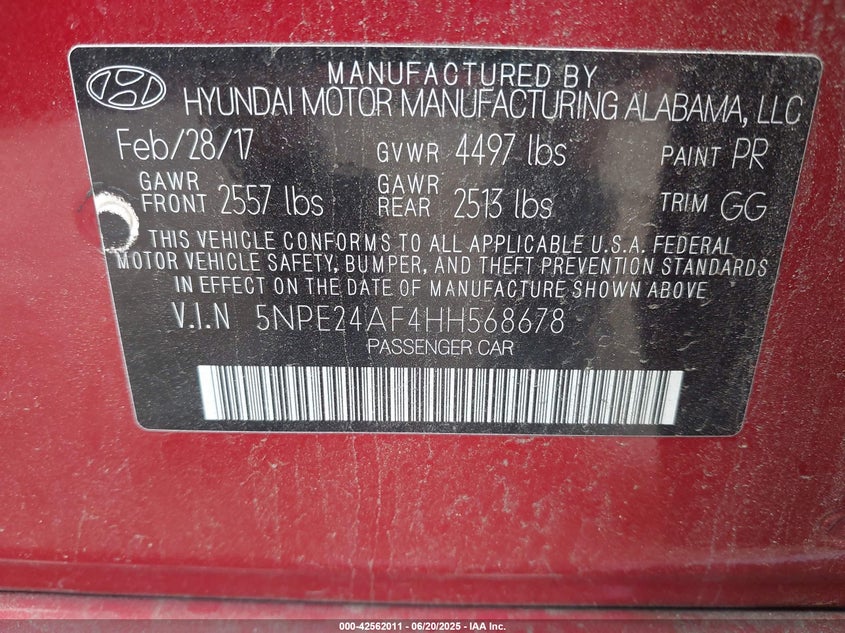 MANUFACTURED BY
HYUNDAI MOTOR MANUFACTURING ALABAMA, LLC
Feb/28/17 GVWR 4497 lbs PAINT PR
GAWR FRONT 2557 lbs GAWR REAR 2513 lbs TRIM GG
THIS VEHICLE CONFORMS TO ALL APPLICABLE U.S.A. FEDERAL
MOTOR VEHICLE SAFETY, BUMPER, AND THEFT PREVENTION STANDARDS
IN EFFECT ON THE DATE OF MANUFACTURE SHOWN ABOVE.
V.I.N 5NPE24AF4HH568678
PASSENGER CAR
000-42562011 - 06/20/2025 - IAA Inc.